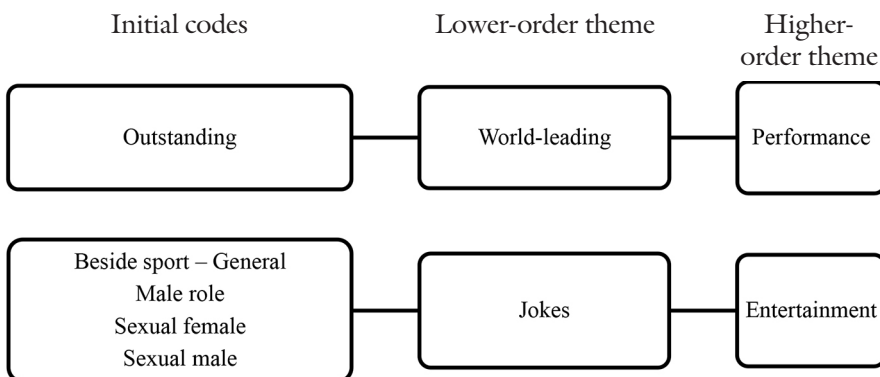 Initial codes
Lower-order theme
Higher-
order theme
Outstanding
World-leading
Performance
Beside sport – General
Male role
Sexual female
Sexual male
Jokes
Entertainment